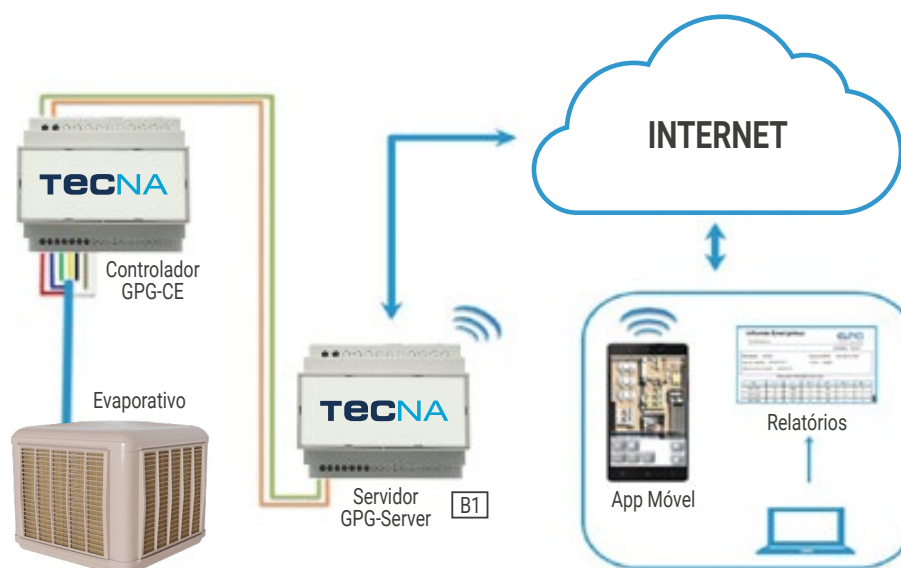 INTERNET
TECNA
Controlador
GPG-CE
Evaporativo
TECNA
Servidor
GPG-Server
B1
App Móvel
Relatórios